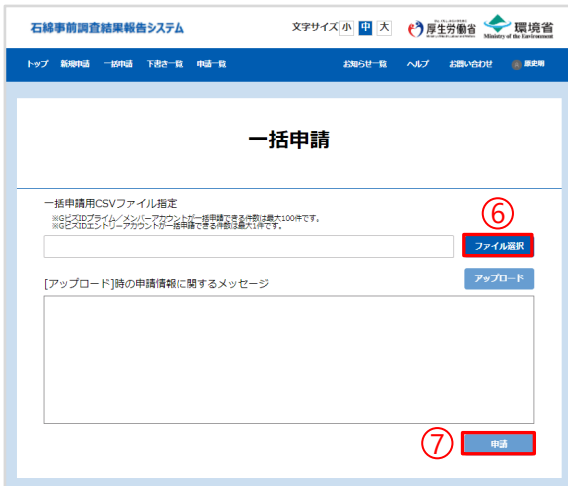 石綿事前調査結果報告システム 文字サイズ 小 中 大 厚生労働省 環境省
Ministry of the Environment
トップ 新規申請 一括申請 下書き一覧 申請一覧 お知らせ一覧 ヘルプ お問い合わせ
一括申請
一括申請用CSVファイル指定
※GビズIDプライム/メンバーアカウントが一括申請できる件数は最大100件です。
※GビズIDエントリーアカウントが一括申請できる件数は最大1件です。
⑥
ファイル選択
アップロード
[アップロード]時の申請情報に関するメッセージ
⑦ 申請